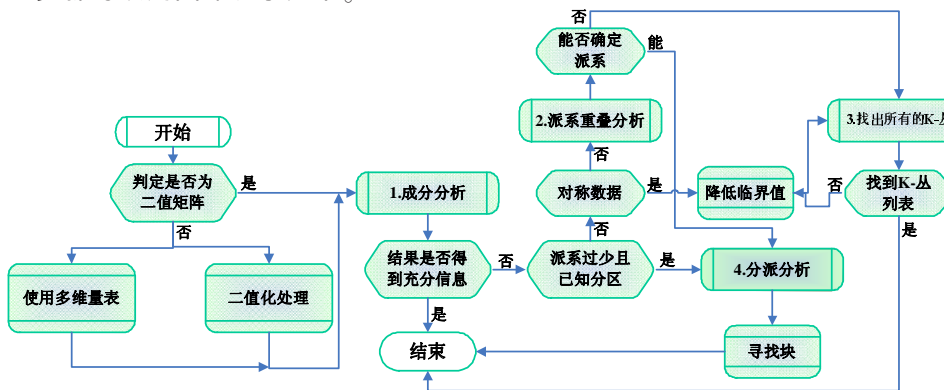 否
能否确定
派系
能
2.派系重叠分析
3.找出所有的K-丛
开始
否
判定是否为
二值矩阵
是
1.成分分析
对称数据
是
降低临界值
否
找到K-丛
列表
否
否
是
结果是否得
到充分信息
否
派系过少且
已知分区
是
4.分派分析
使用多维量表
二值化处理
是
结束
寻找块